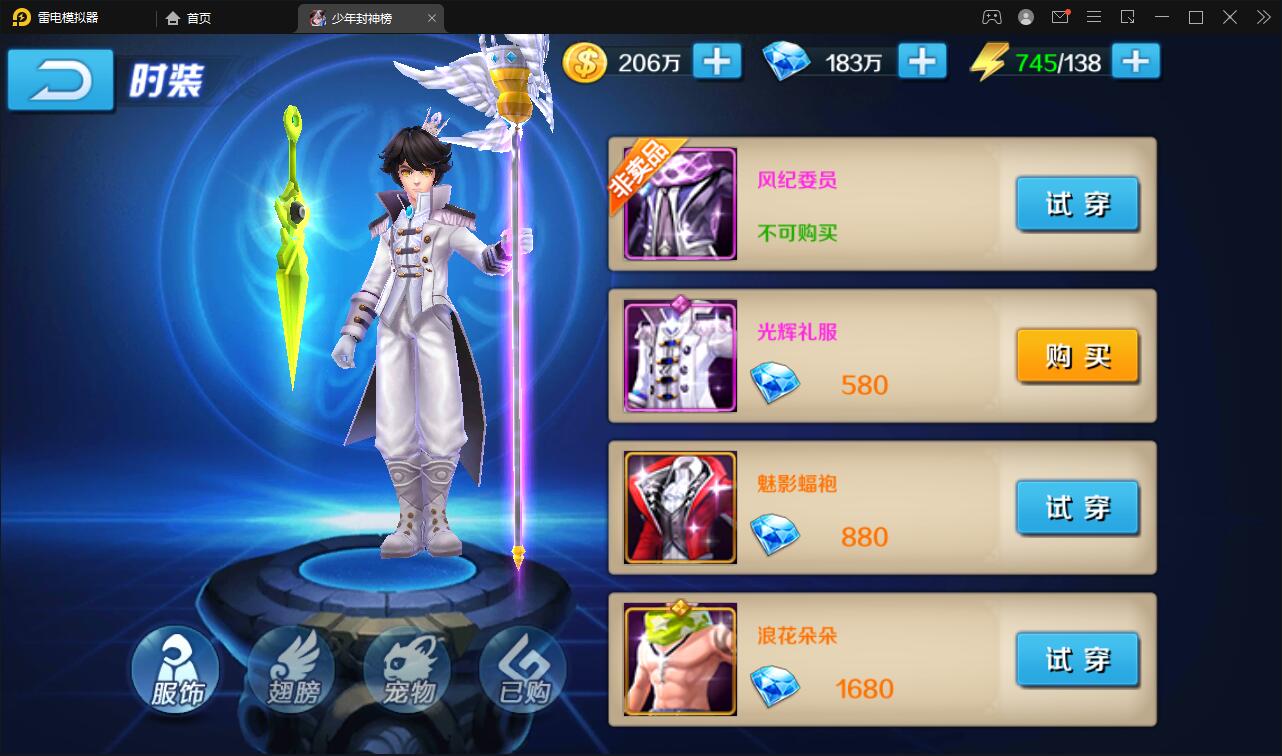 雷电模拟器
首页
少年封神榜
时装
206万
183万
745/138
非卖品
风纪委员
不可购买
试穿
光辉礼服
580
购买
魅影蝠袍
880
试穿
浪花朵朵
1680
试穿
服饰
翅膀
宠物
已购